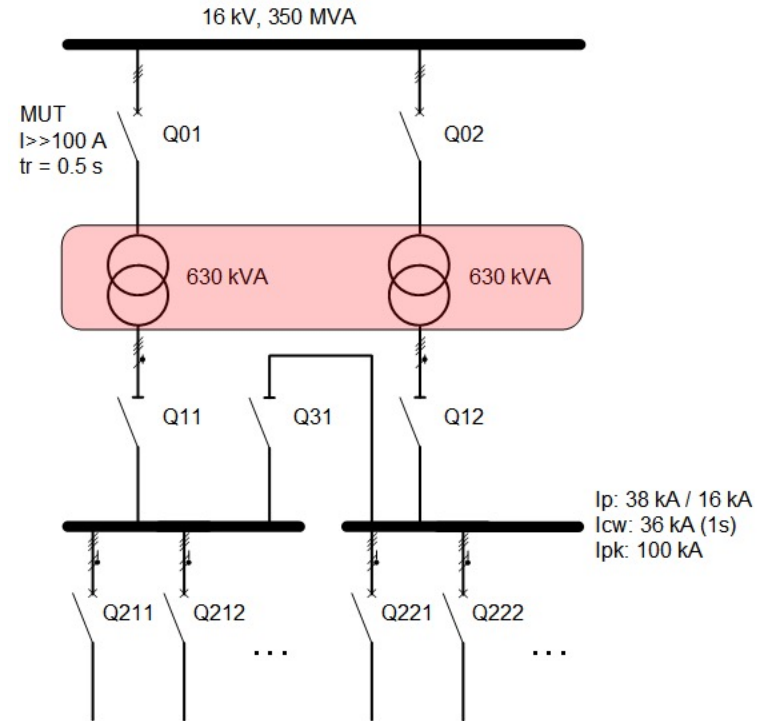 16 kV, 350 MVA
MUT
I>>100 A
tr = 0.5 s
Q01
Q02
630 kVA
630 kVA
Q11
Q31
Q12
Ip: 38 kA / 16 kA
Icw: 36 kA (1s)
Ipk: 100 kA
Q211
Q212
Q221
Q222
...
...